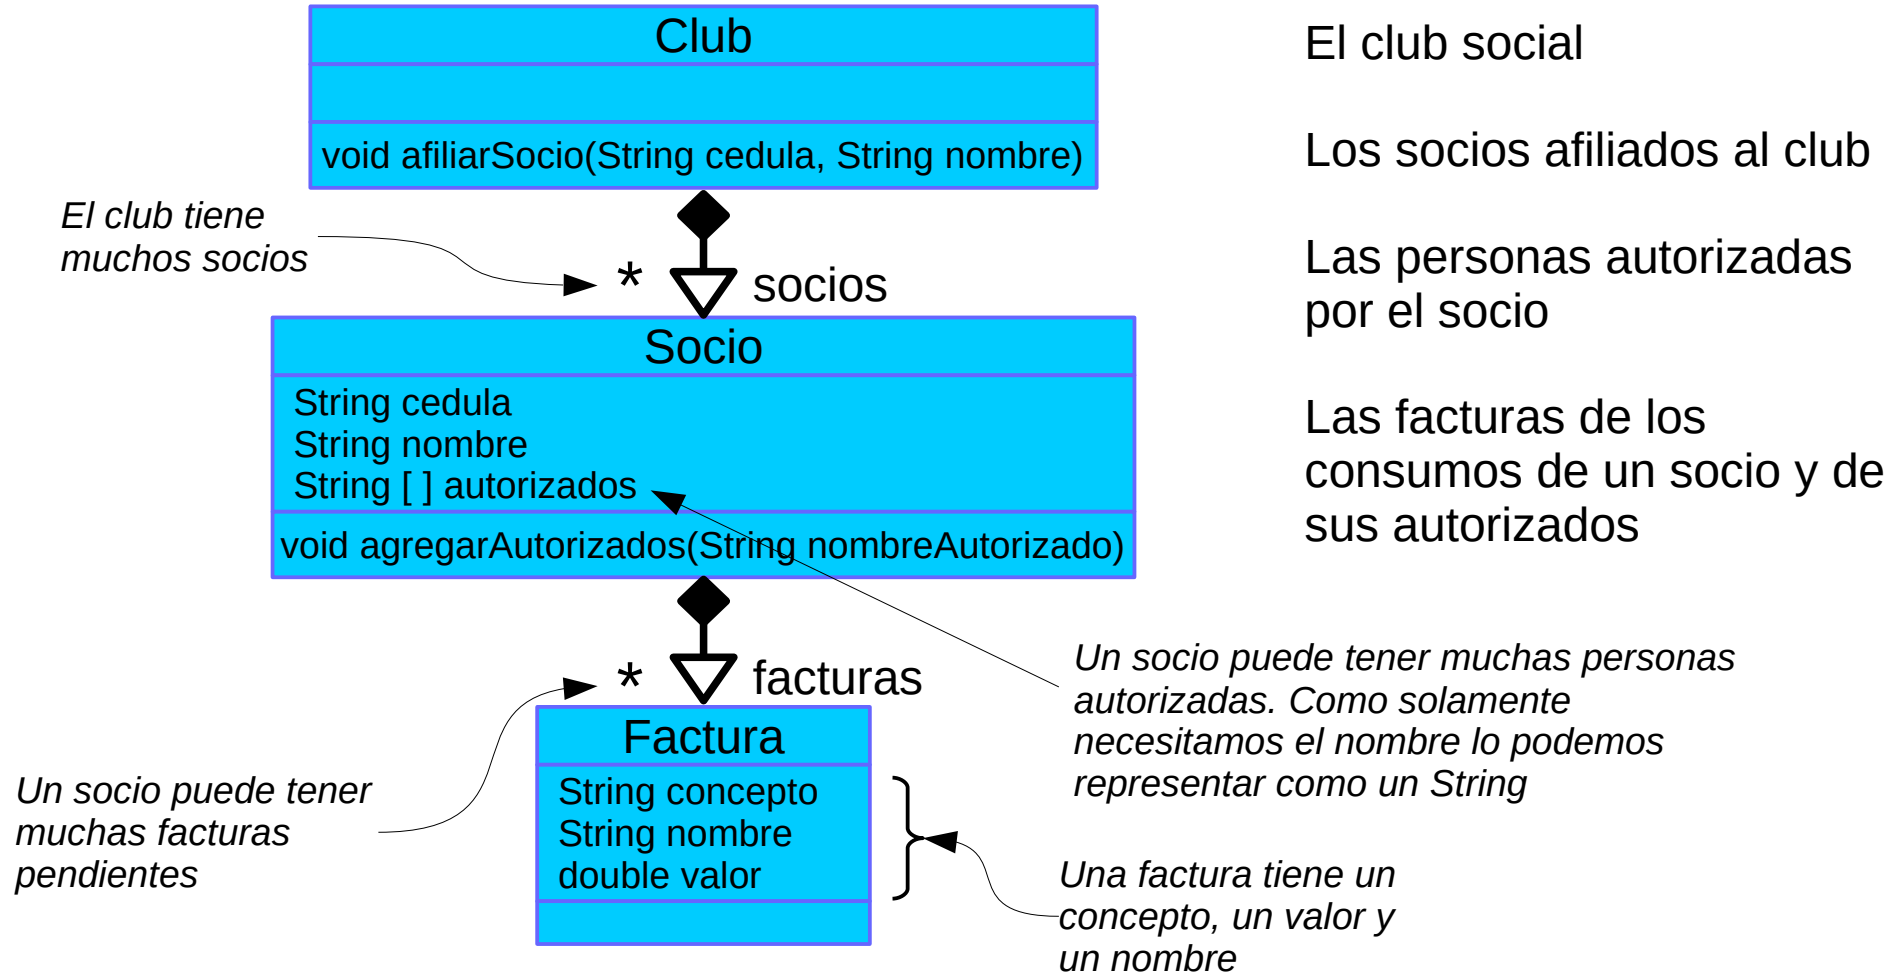 Club
void afiliarSocio(String cedula, String nombre)
El club tiene
muchos socios
*
socios
Socio
String cedula
String nombre
String [ ] autorizados
void agregarAutorizados(String nombreAutorizado)
*
facturas
Factura
String concepto
String nombre
double valor
Un socio puede tener
muchas facturas
pendientes
Un socio puede tener muchas personas
autorizadas. Como solamente
necesitamos el nombre lo podemos
representar como un String
Una factura tiene un
concepto, un valor y
un nombre
El club social
Los socios afiliados al club
Las personas autorizadas
por el socio
Las facturas de los
consumos de un socio y de
sus autorizados